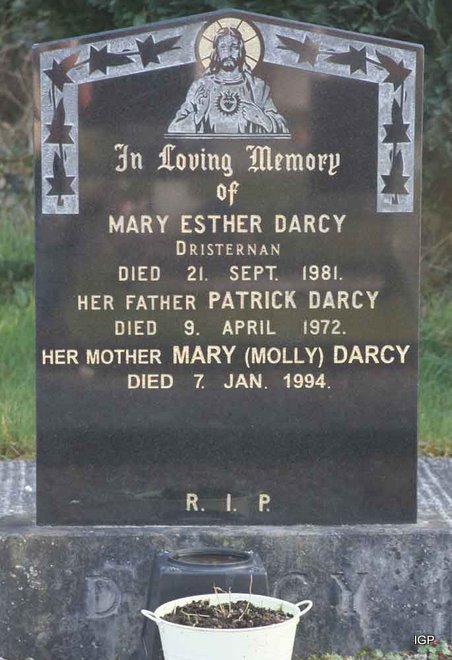 In Loving Memory
of
MARY ESTHER DARCY
DRISTERNAN
DIED 21. SEPT. 1981.
HER FATHER PATRICK DARCY
DIED 9. APRIL 1972.
HER MOTHER MARY (MOLLY) DARCY
DIED 7. JAN. 1994.
R. I. P.
DARCY
IGP